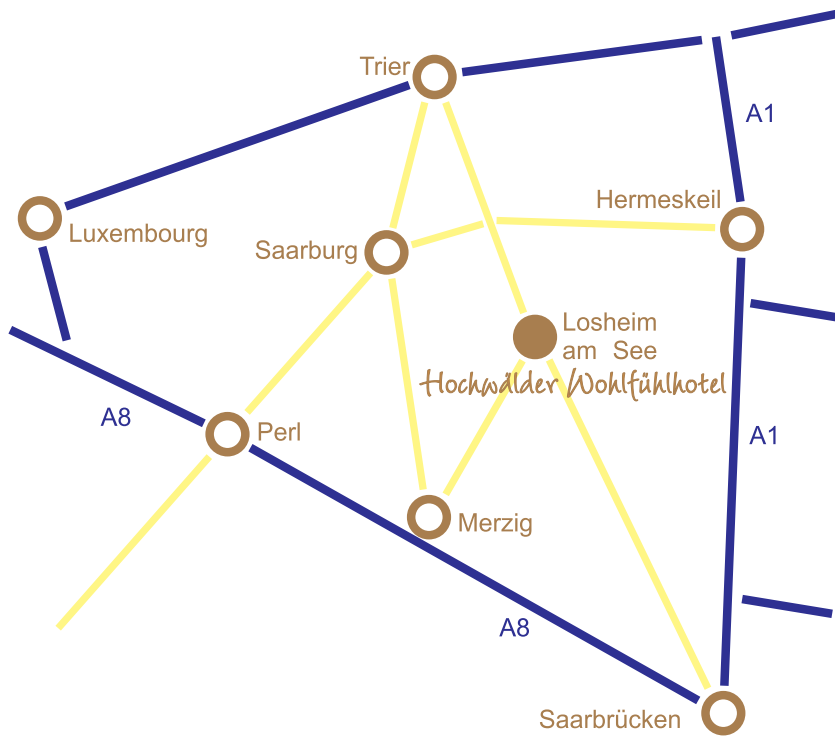 Trier
A1
Hermeskeil
Luxembourg
Saarburg
Losheim
am See
Hochwälder Wohlfühlhotel
A8
Perl
A1
Merzig
A8
Saarbrücken